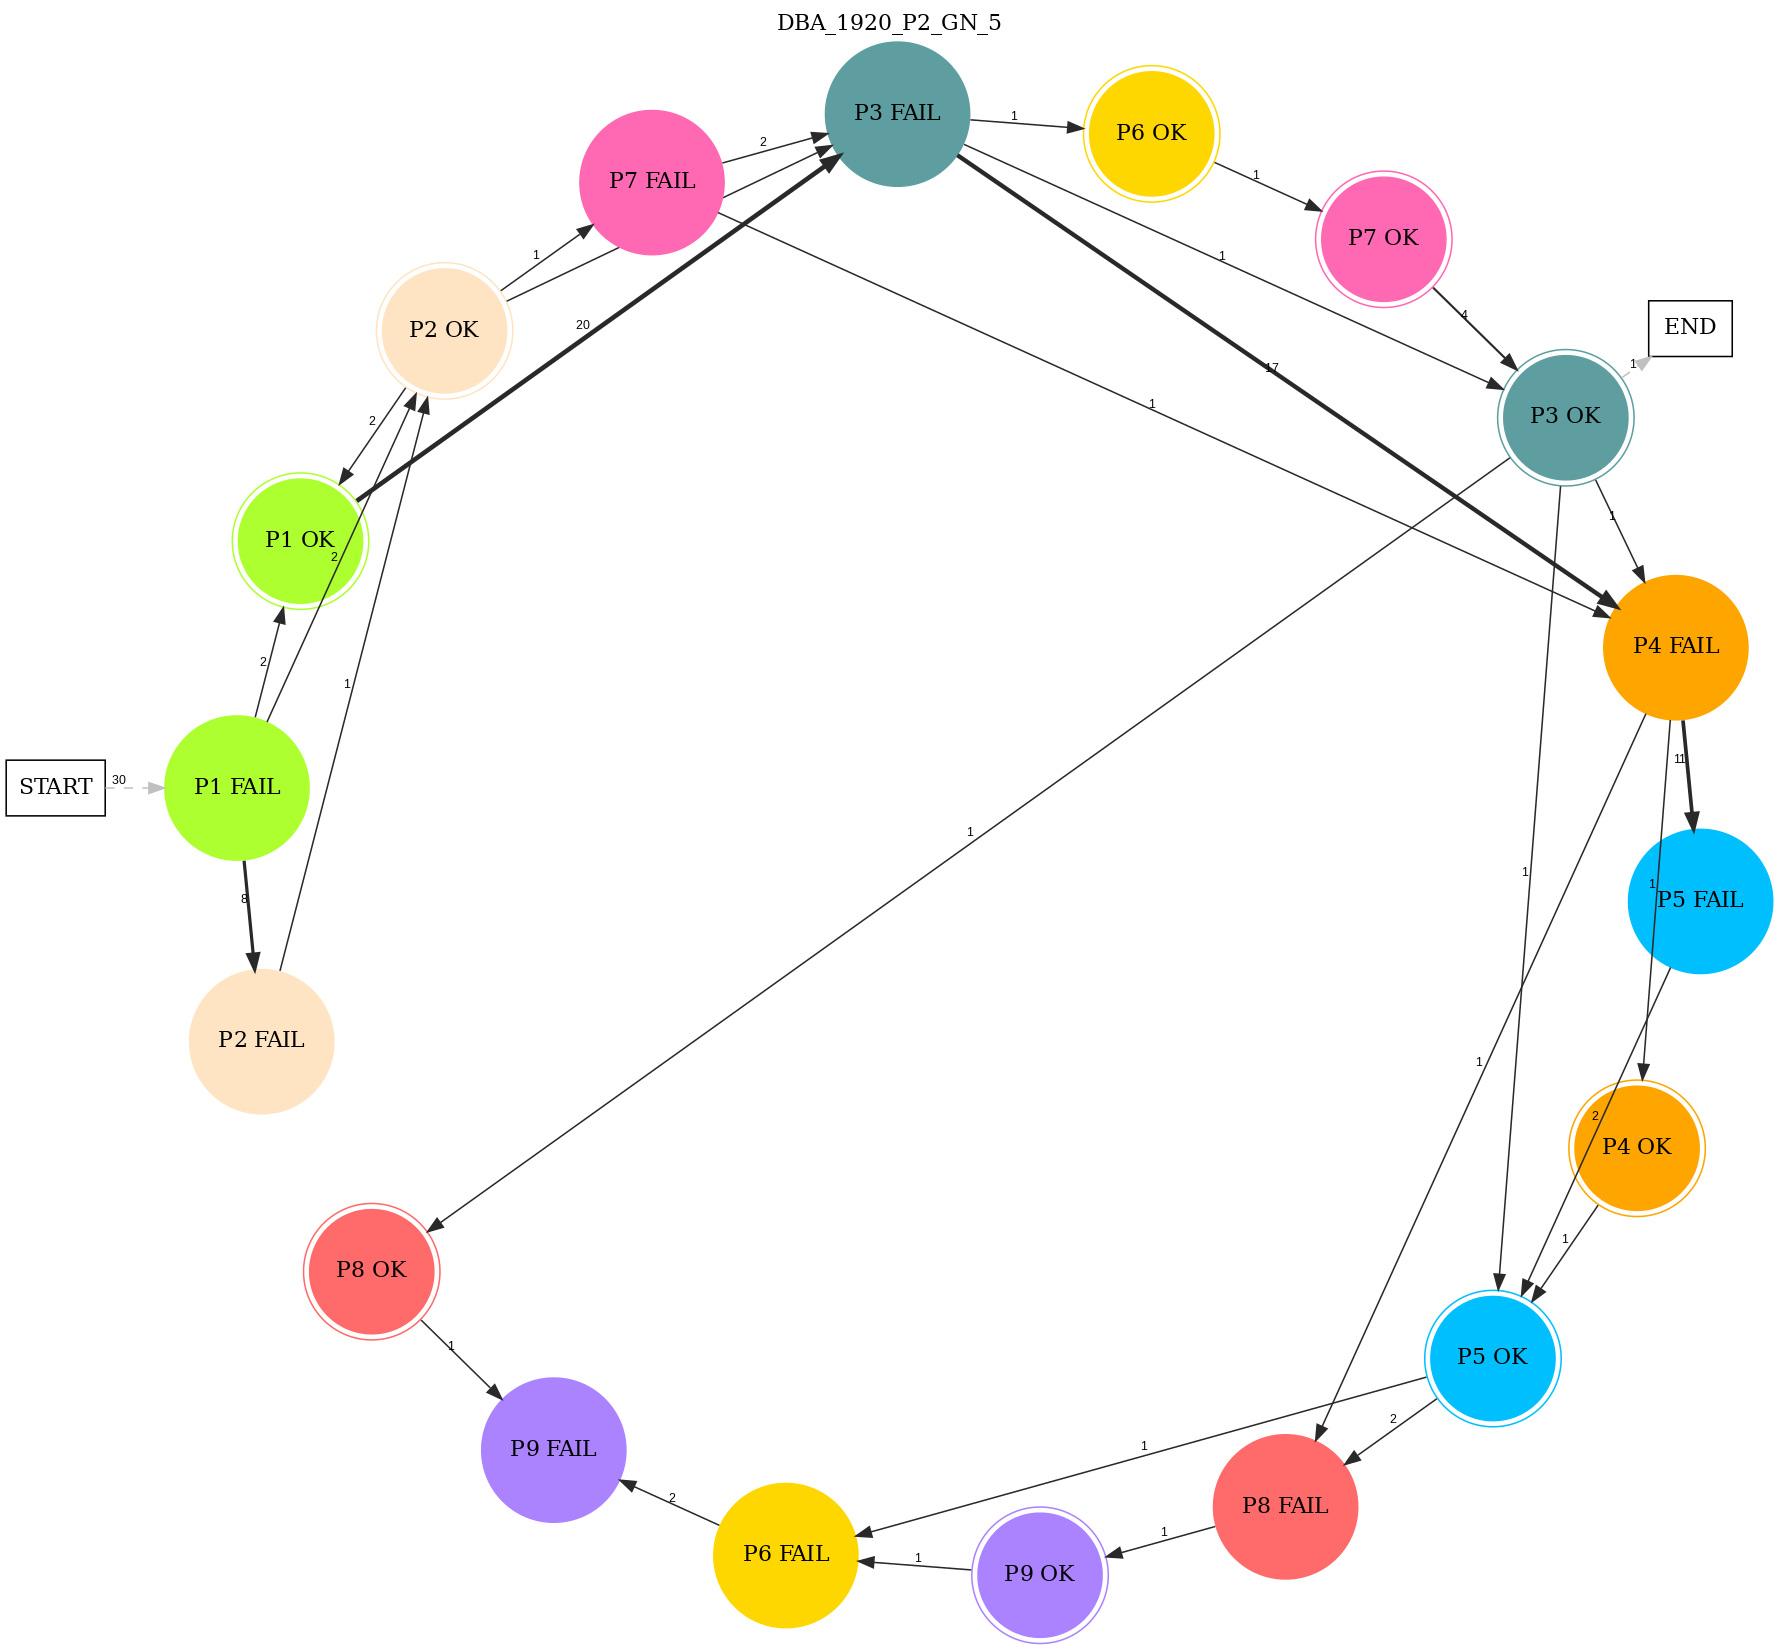 DBA_1920_P2_GN_5
P3 FAIL
P6 OK
P7 FAIL
P7 OK
P2 OK
END
P3 OK
P1 OK
P4 FAIL
START
P1 FAIL
P5 FAIL
P2 FAIL
P4 OK
P8 OK
P5 OK
P9 FAIL
P8 FAIL
P6 FAIL
P9 OK
1
2
1
1
1
1
20
4
1
17
1
2
1
2
2
1
11
30
1
1
1
8
1
2
1
1
2
1
2
1
1